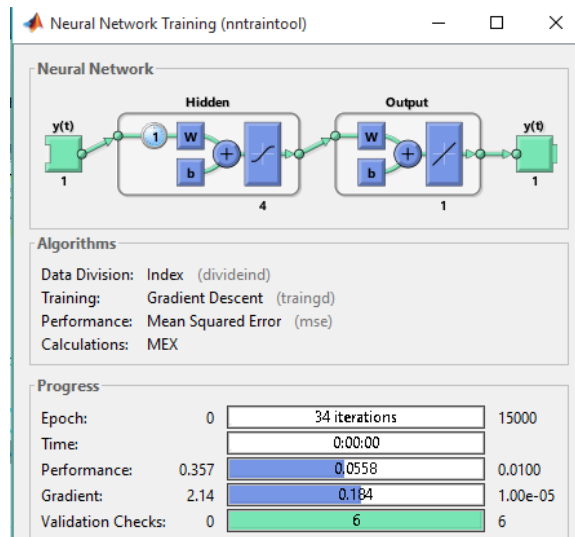 Neural Network Training (nntraintool)
Neural Network
Hidden
Output
y(t)
1
W
b
4
W
b
1
y(t)
1
1
Algorithms
Data Division: Index (divideind)
Training: Gradient Descent (traingd)
Performance: Mean Squared Error (mse)
Calculations: MEX
Progress
Epoch: 0 34 iterations 15000
Time: 0:00:00
Performance: 0.357 0.0558 0.0100
Gradient: 2.14 0.184 1.00e-05
Validation Checks: 0 6 6